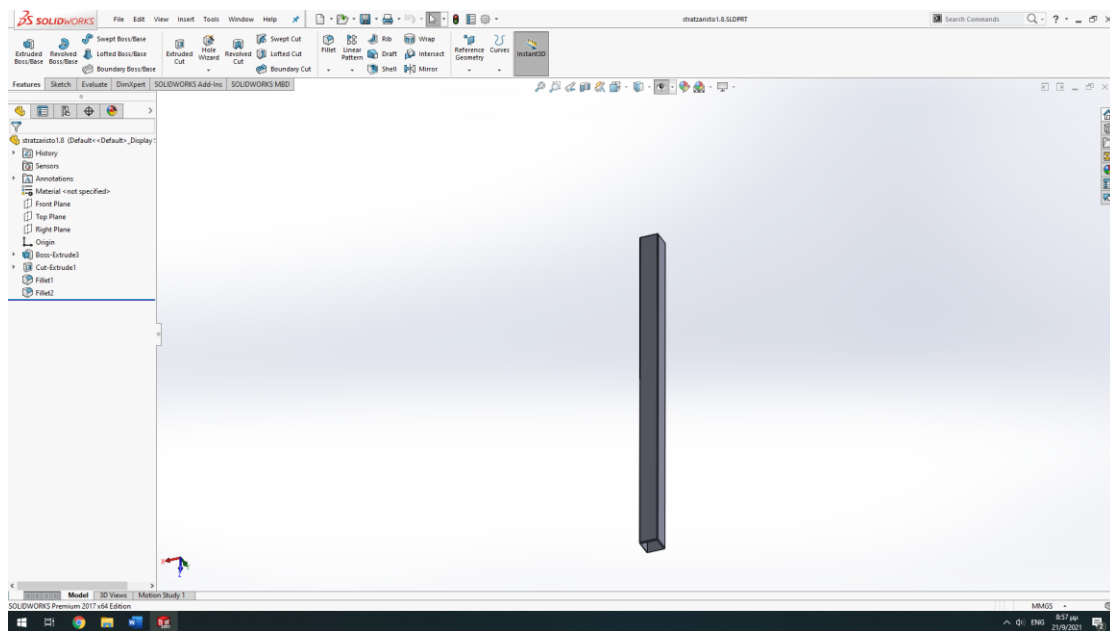 SOLIDWORKS File Edit View Insert Tools Window Help stratzaristo1.8.SLDPRT Search Commands
Extruded Boss/Base
Revolved Boss/Base
Swept Boss/Base
Lofted Boss/Base
Boundary Boss/Base
Extruded Cut
Hole Wizard
Revolved Cut
Swept Cut
Lofted Cut
Boundary Cut
Fillet
Linear Pattern
Rib
Draft
Shell
Wrap
Intersect
Mirror
Reference Geometry
Curves
Instant3D
Features Sketch Evaluate DimXpert SOLIDWORKS Add-Ins SOLIDWORKS MBD
stratzaristo1.8 (Default<<Default>_Display
History
Sensors
Annotations
Material <not specified>
Front Plane
Top Plane
Right Plane
Origin
Boss-Extrude3
Cut-Extrude1
Fillet1
Fillet2
Model 3D Views Motion Study 1
SOLIDWORKS Premium 2017 x64 Edition MMGS
ENG 8:57 μμ
21/9/2021